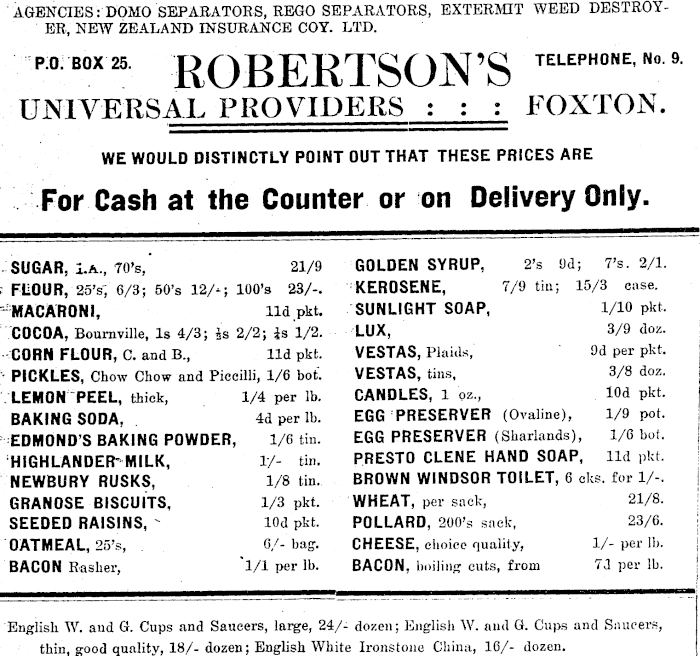 AGENCIES: DOMO SEPARATORS, REGO SEPARATORS, EXTERMIT WEED DESTROY-
ER, NEW ZEALAND INSURANCE COY. LTD.
P.O. BOX 25. ROBERTSON'S TELEPHONE, No. 9.
UNIVERSAL PROVIDERS : : : FOXTON.
WE WOULD DISTINCTLY POINT OUT THAT THESE PRICES ARE
For Cash at the Counter or on Delivery Only.
SUGAR, 1.A., 70's, 21/9
FLOUR, 25's, 6/3; 50's 12/-; 100's 23/-.
MACARONI, 11d pkt.
COCOA, Bournville, 1s 4/3; ½s 2/2; ¼s 1/2.
CORN FLOUR, C. and B., 11d pkt.
PICKLES, Chow Chow and Piccilli, 1/6 bot.
LEMON PEEL, thick, 1/4 per lb.
BAKING SODA, 4d per lb.
EDMOND'S BAKING POWDER, 1/6 tin.
HIGHLANDER MILK, 1/- tin.
NEWBURY RUSKS, 1/8 tin.
GRANOSE BISCUITS, 1/3 pkt.
SEEDED RAISINS, 10d pkt.
OATMEAL, 25's, 6/- bag.
BACON Rasher, 1/1 per lb.
GOLDEN SYRUP, 2's 9d; 7's. 2/1.
KEROSENE, 7/9 tin; 15/3 case.
SUNLIGHT SOAP, 1/10 pkt.
LUX, 3/9 doz.
VESTAS, Plaids, 9d per pkt.
VESTAS, tins, 3/8 doz.
CANDLES, 1 oz., 10d pkt.
EGG PRESERVER (Ovaline), 1/9 pot.
EGG PRESERVER (Sharlands), 1/6 bot.
PRESTO CLENE HAND SOAP, 11d pkt.
BROWN WINDSOR TOILET, 6 cks. for 1/-.
WHEAT, per sack, 21/8.
POLLARD, 200's sack, 23/6.
CHEESE, choice quality, 1/- per lb.
BACON, boiling cuts, from 7d per lb.
English W. and G. Cups and Saucers, large, 24/- dozen; English W. and G. Cups and Saucers,
thin, good quality, 18/- dozen; English White Ironstone China, 16/- dozen.